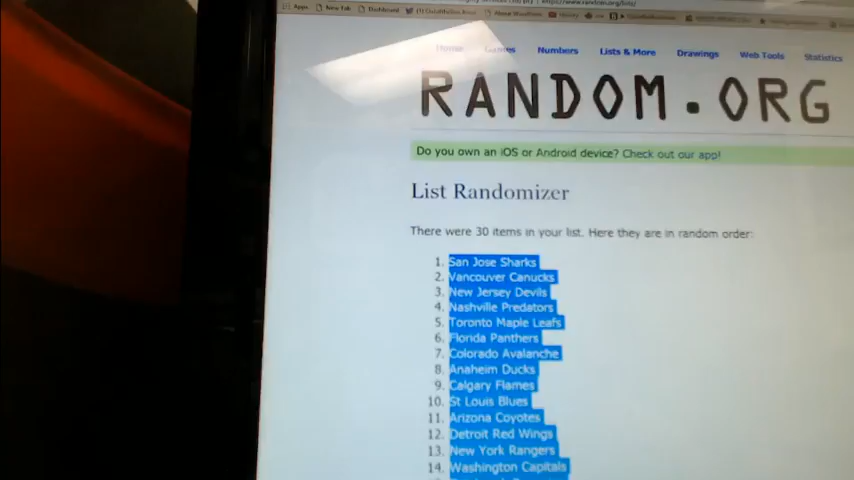 Apps New Tab Dashboard
Home Games Numbers Lists & More Drawings Web Tools Statistics
RANDOM.ORG
Do you own an iOS or Android device? Check out our app!
List Randomizer
There were 30 items in your list. Here they are in random order:
1. San Jose Sharks
2. Vancouver Canucks
3. New Jersey Devils
4. Nashville Predators
5. Toronto Maple Leafs
6. Florida Panthers
7. Colorado Avalanche
8. Anaheim Ducks
9. Calgary Flames
10. St Louis Blues
11. Arizona Coyotes
12. Detroit Red Wings
13. New York Rangers
14. Washington Capitals